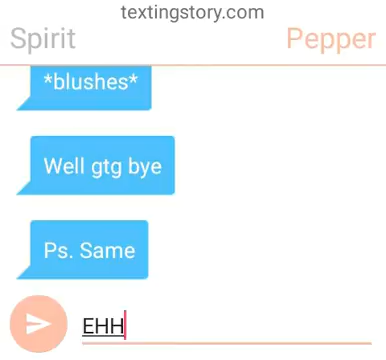 textingstory.com
Spirit Pepper
*blushes*
Well gtg bye
Ps. Same
EHH